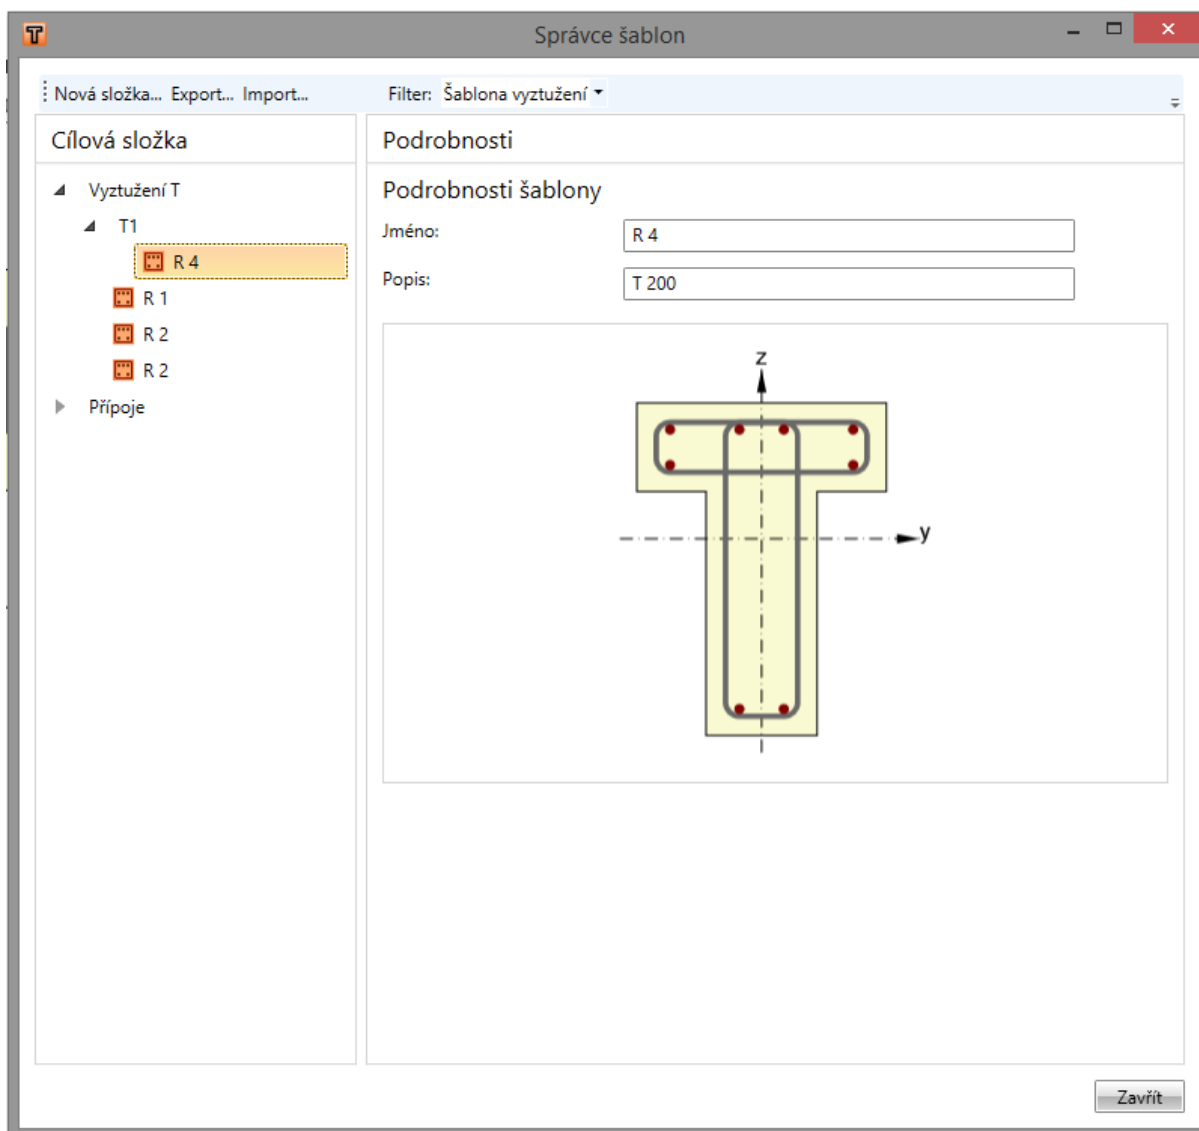 T
Správce šablon
Nová složka... Export... Import... Filter: Šablona vyztužení
Cílová složka
Vyztužení T
T1
R 4
R 1
R 2
R 2
Přípoje
Podrobnosti
Podrobnosti šablony
Jméno: R 4
Popis: T 200
z
y
Zavřít